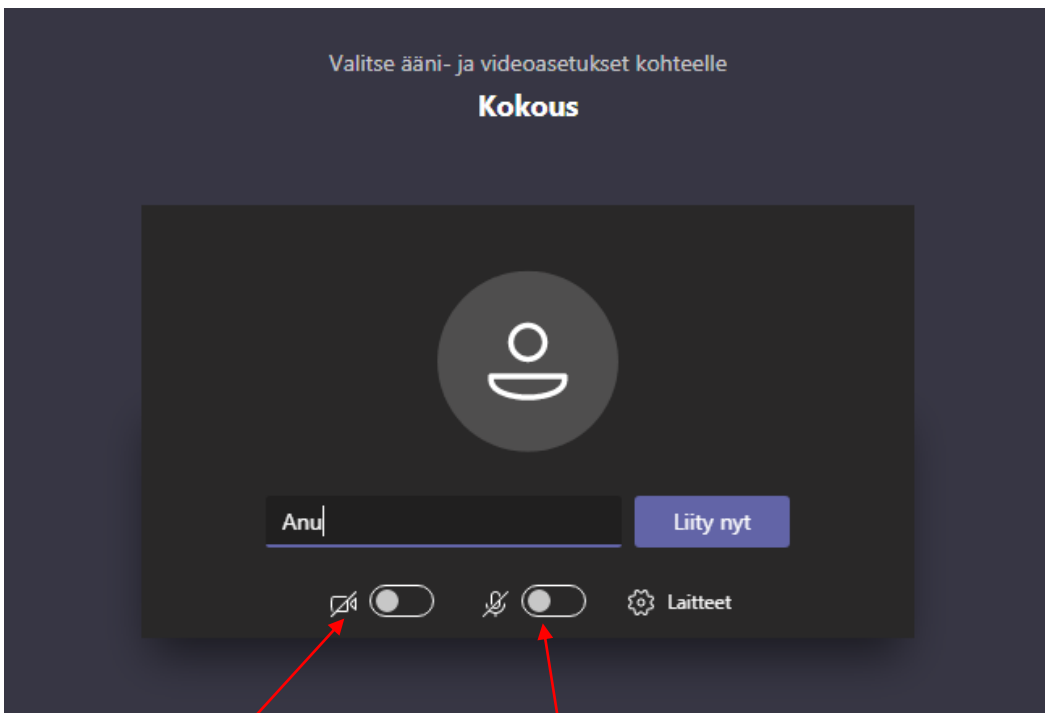 Valitse ääni- ja videoasetukset kohteelle
Kokous
Anu
Liity nyt
Laitteet